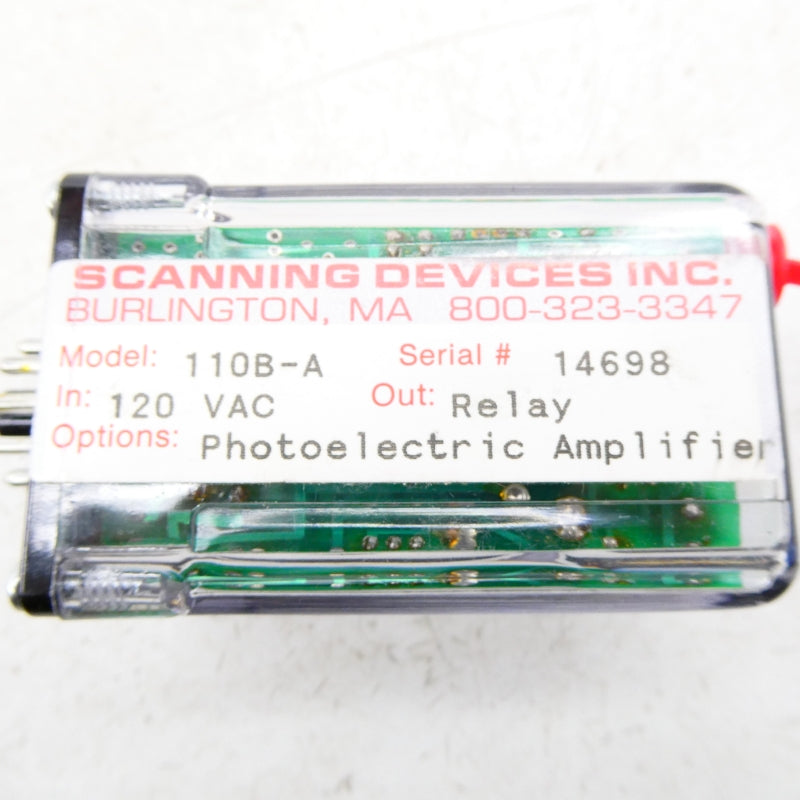 SCANNING DEVICES INC.
BURLINGTON, MA 800-323-3347
Model: 110B-A Serial # 14698
In: 120 VAC Out: Relay
Options: Photoelectric Amplifier